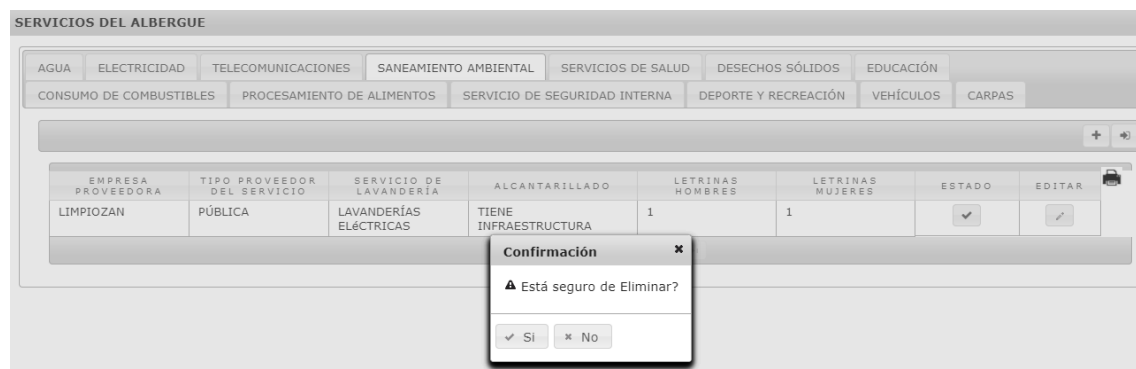 SERVICIOS DEL ALBERGUE
AGUA ELECTRICIDAD TELECOMUNICACIONES SANEAMIENTO AMBIENTAL SERVICIOS DE SALUD DESECHOS SÓLIDOS EDUCACIÓN
CONSUMO DE COMBUSTIBLES PROCESAMIENTO DE ALIMENTOS SERVICIO DE SEGURIDAD INTERNA DEPORTE Y RECREACIÓN VEHÍCULOS CARPAS
EMPRESA PROVEEDORA TIPO PROVEEDOR DEL SERVICIO SERVICIO DE LAVANDERÍA ALCANTARILLADO LETRINAS HOMBRES LETRINAS MUJERES ESTADO EDITAR
LIMPIOZAN PÚBLICA LAVANDERÍAS ELéCTRICAS TIENE INFRAESTRUCTURA 1 1
Confirmación
Está seguro de Eliminar?
Si No